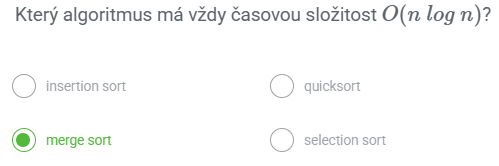 Který algoritmus má vždy časovou složitost O(n log n)?
insertion sort
quicksort
merge sort
selection sort